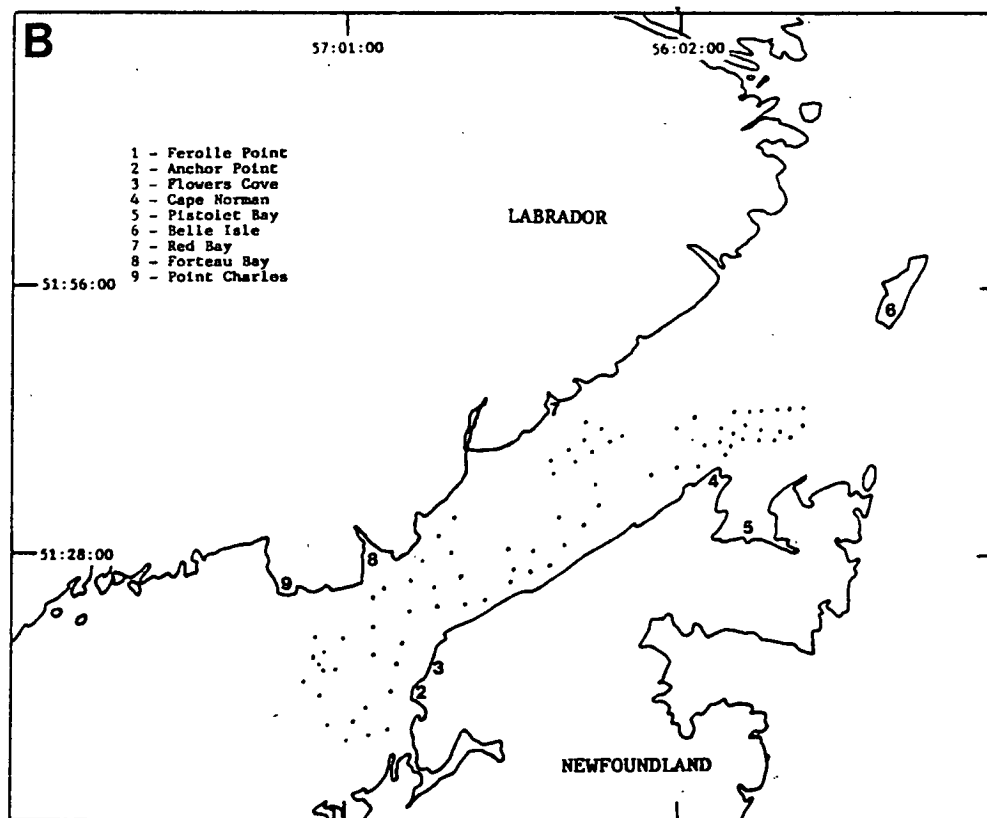 B
57:01:00
56:02:00
1 - Ferolle Point
2 - Anchor Point
3 - Flowers Cove
4 - Cape Norman
5 - Pistolet Bay
6 - Belle Isle
7 - Red Bay
8 - Forteau Bay
9 - Point Charles
LABRADOR
51:56:00
6
7
4
5
51:28:00
8
9
3
2
NEWFOUNDLAND